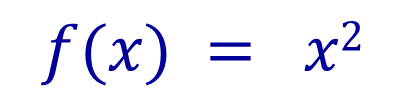 f(x) = x²